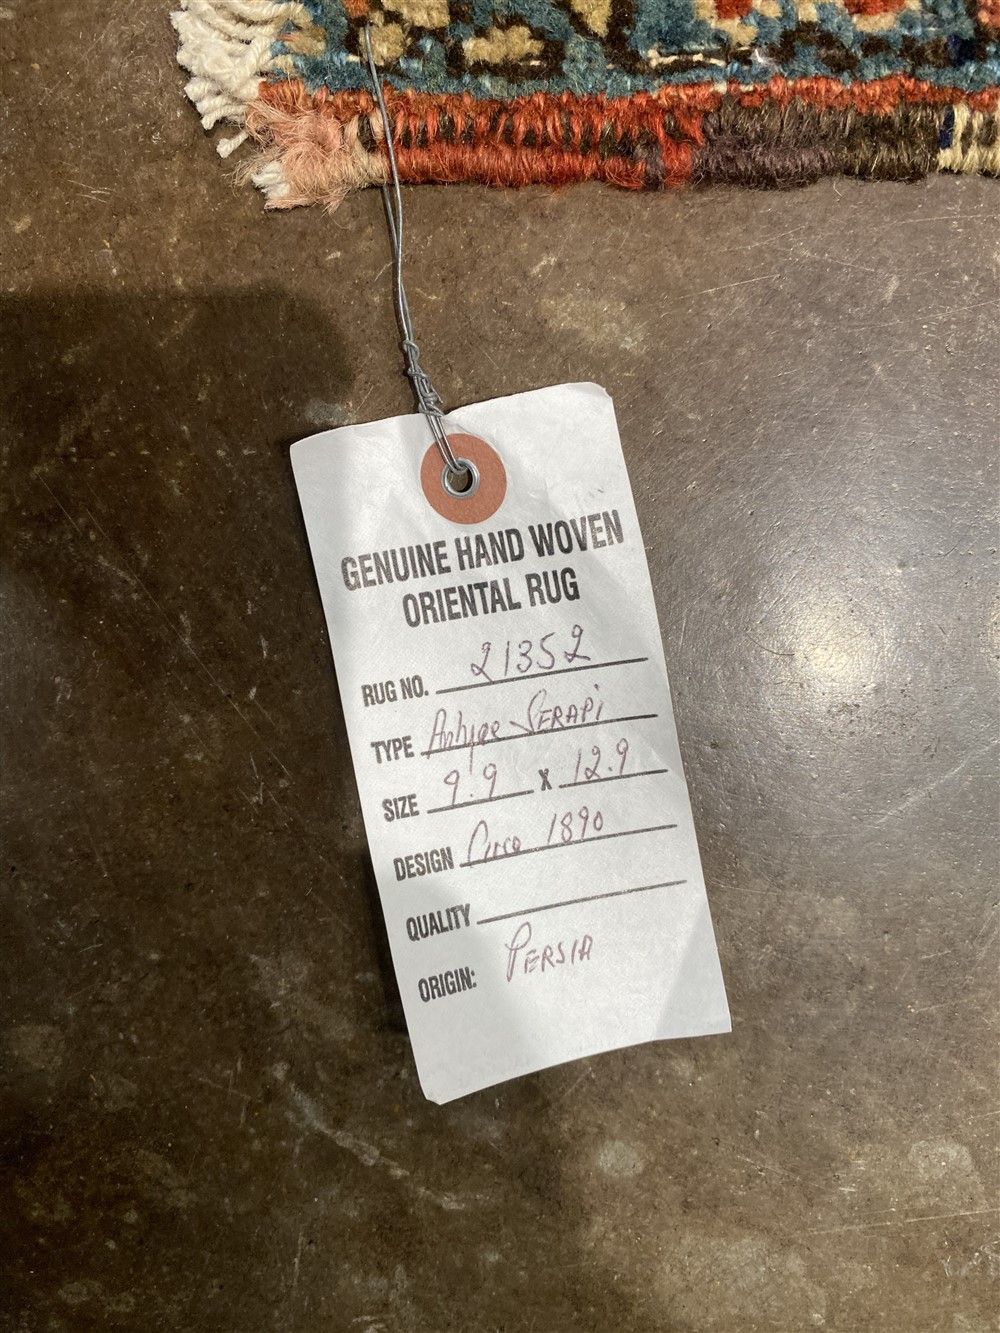 GENUINE HAND WOVEN
ORIENTAL RUG
RUG NO. 21352
TYPE Antique SERAPI
SIZE 9.9 x 12.9
DESIGN Circa 1890
QUALITY
ORIGIN: PERSIA